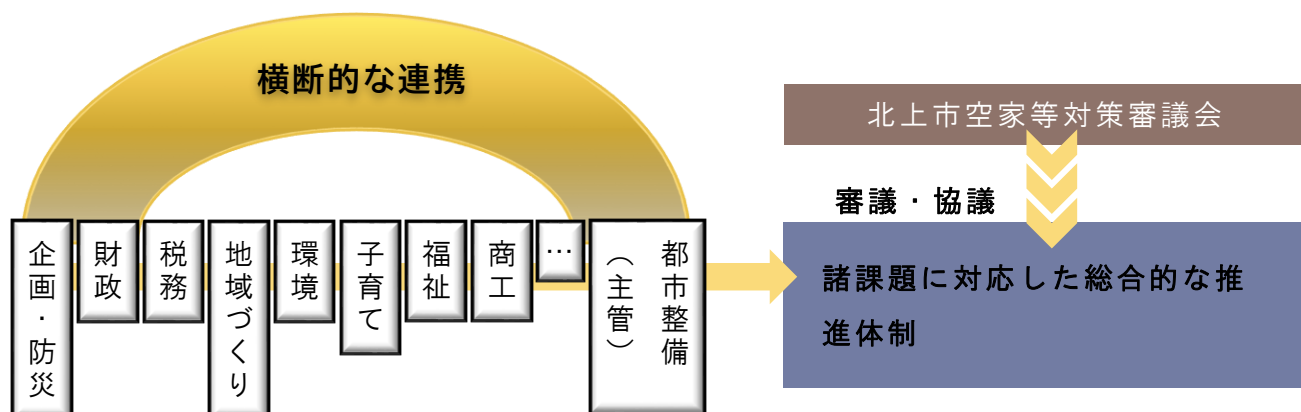 横断的な連携
企画・防災
財政
税務
地域づくり
環境
子育て
福祉
商工
…
都市整備
（主管）
北上市空家等対策審議会
審議・協議
諸課題に対応した総合的な推
進体制